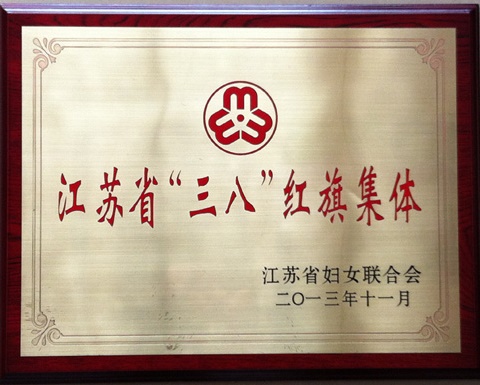 江苏省“三八”红旗集体
江苏省妇女联合会
二〇一三年十一月